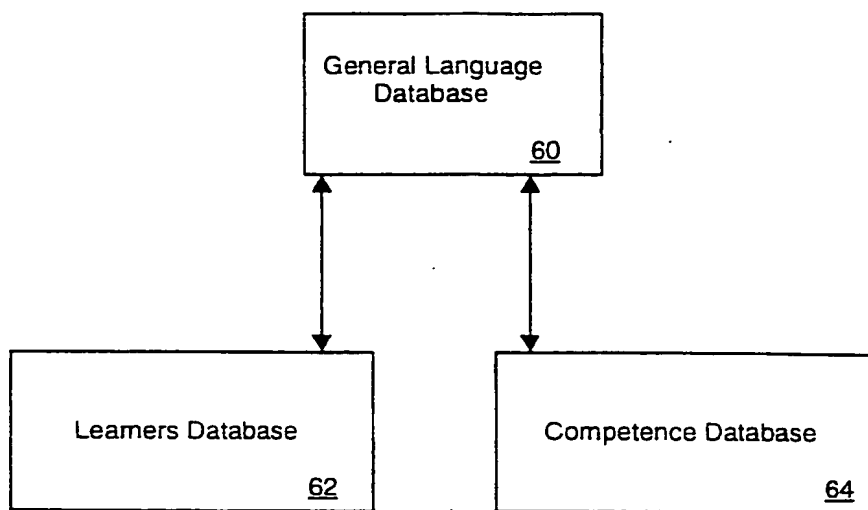 General Language
Database
60
Learners Database
62
Competence Database
64